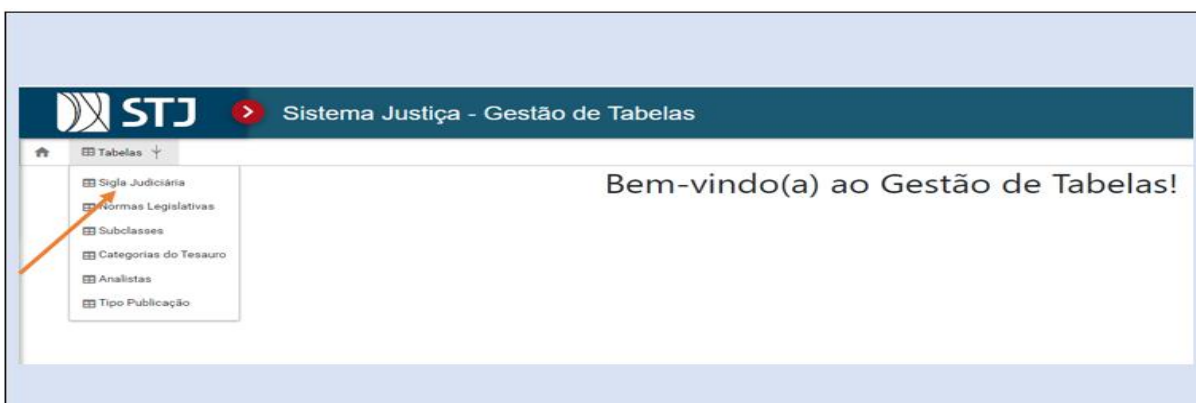 STJ
Sistema Justiça - Gestão de Tabelas
Tabelas
Sigla Judiciária
Bem-vindo(a) ao Gestão de Tabelas!
Normas Legislativas
Subclasses
Categorias do Tesauro
Analistas
Tipo Publicação